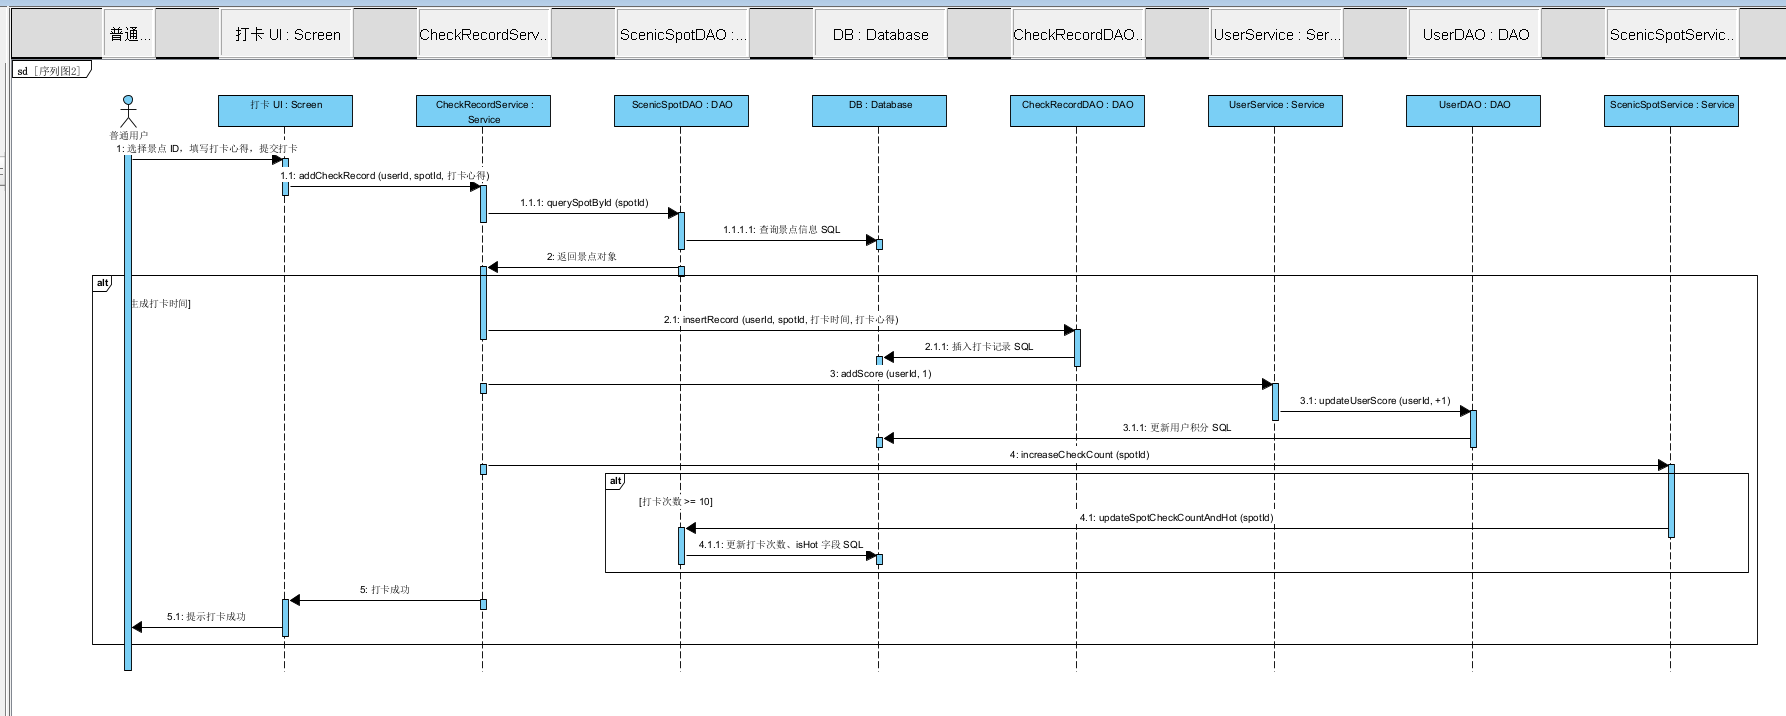 普通...
打卡 UI : Screen
CheckRecordServ..
ScenicSpotDAO :...
DB : Database
CheckRecordDAO..
UserService : Ser...
UserDAO : DAO
ScenicSpotServic..
sd [序列图2]
普通用户
打卡 UI : Screen
CheckRecordService :
Service
ScenicSpotDAO : DAO
DB : Database
CheckRecordDAO : DAO
UserService : Service
UserDAO : DAO
ScenicSpotService : Service
1: 选择景点 ID，填写打卡心得，提交打卡
1.1: addCheckRecord (userId, spotId, 打卡心得)
1.1.1: querySpotById (spotId)
1.1.1.1: 查询景点信息 SQL
2: 返回景点对象
alt
生成打卡时间]
2.1: insertRecord (userId, spotId, 打卡时间, 打卡心得)
2.1.1: 插入打卡记录 SQL
3: addScore (userId, 1)
3.1: updateUserScore (userId, +1)
3.1.1: 更新用户积分 SQL
4: increaseCheckCount (spotId)
alt
[打卡次数 >= 10]
4.1: updateSpotCheckCountAndHot (spotId)
4.1.1: 更新打卡次数、isHot 字段 SQL
5: 打卡成功
5.1: 提示打卡成功